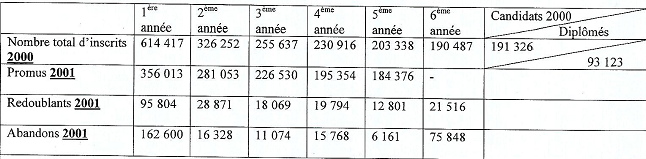 1ère année 2ème année 3ème année 4ème année 5ème année 6ème année Candidats 2000 Diplômés
Nombre total d'inscrits 2000 614 417 326 252 255 637 230 916 203 338 190 487 191 326 93 123
Promus 2001 356 013 281 053 226 530 195 354 184 376 -
Redoublants 2001 95 804 28 871 18 069 19 794 12 801 21 516
Abandons 2001 162 600 16 328 11 074 15 768 6 161 75 848